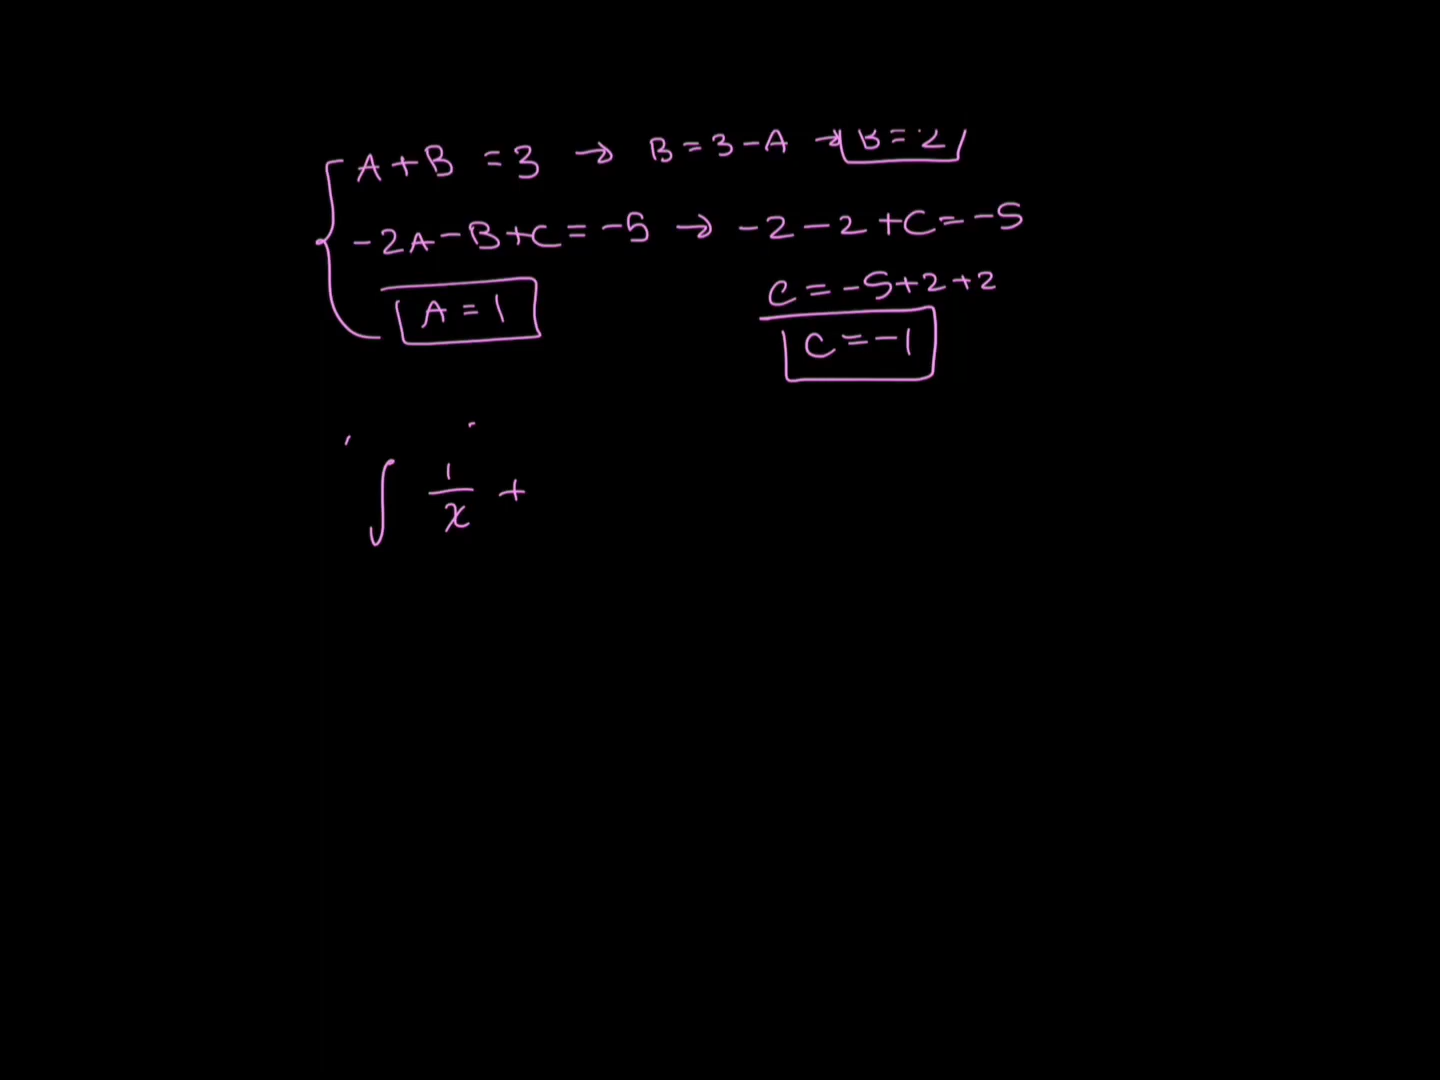 A + B = 3 → B = 3 - A → B = 2
-2A - B + C = -5 → -2 - 2 + C = -5
C = -5 + 2 + 2
A = 1
C = -1
∫ 1/x +